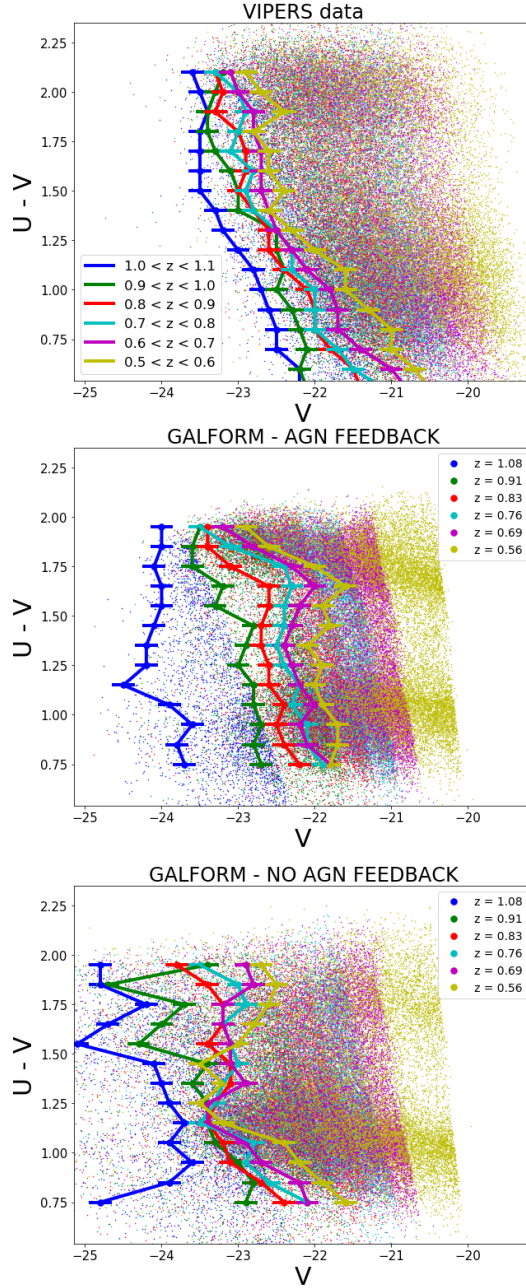 VIPERS data
2.25
2.00
1.75
1.50
1.25
1.00
0.75
U - V
1.0 < z < 1.1
0.9 < z < 1.0
0.8 < z < 0.9
0.7 < z < 0.8
0.6 < z < 0.7
0.5 < z < 0.6
−25 −24 −23 −22 −21 −20
V
GALFORM - AGN FEEDBACK
2.25
2.00
1.75
1.50
1.25
1.00
0.75
U - V
z = 1.08
z = 0.91
z = 0.83
z = 0.76
z = 0.69
z = 0.56
−25 −24 −23 −22 −21 −20
V
GALFORM - NO AGN FEEDBACK
2.25
2.00
1.75
1.50
1.25
1.00
0.75
U - V
z = 1.08
z = 0.91
z = 0.83
z = 0.76
z = 0.69
z = 0.56
−25 −24 −23 −22 −21 −20
V